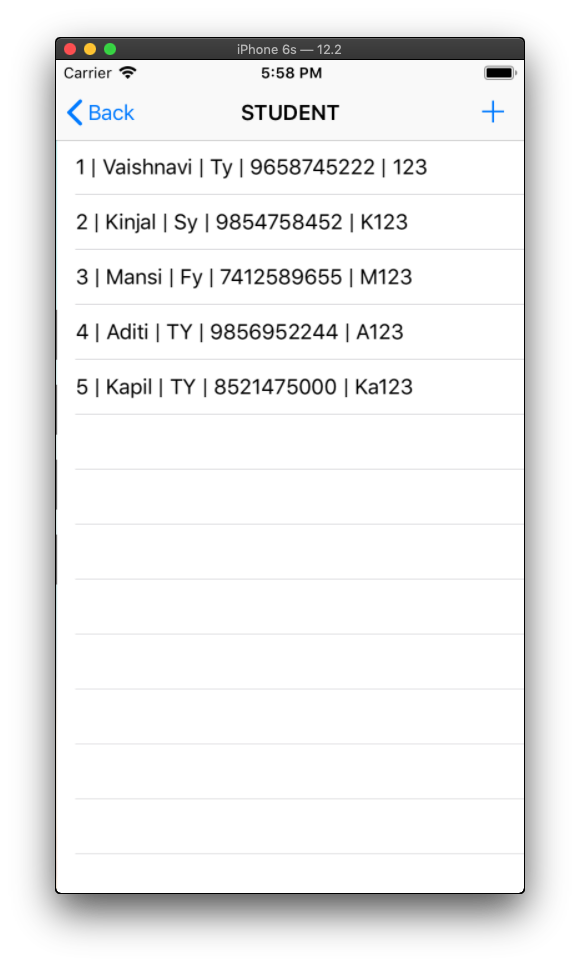 iPhone 6s — 12.2
Carrier 5:58 PM
Back STUDENT +
1 | Vaishnavi | Ty | 9658745222 | 123
2 | Kinjal | Sy | 9854758452 | K123
3 | Mansi | Fy | 7412589655 | M123
4 | Aditi | TY | 9856952244 | A123
5 | Kapil | TY | 8521475000 | Ka123